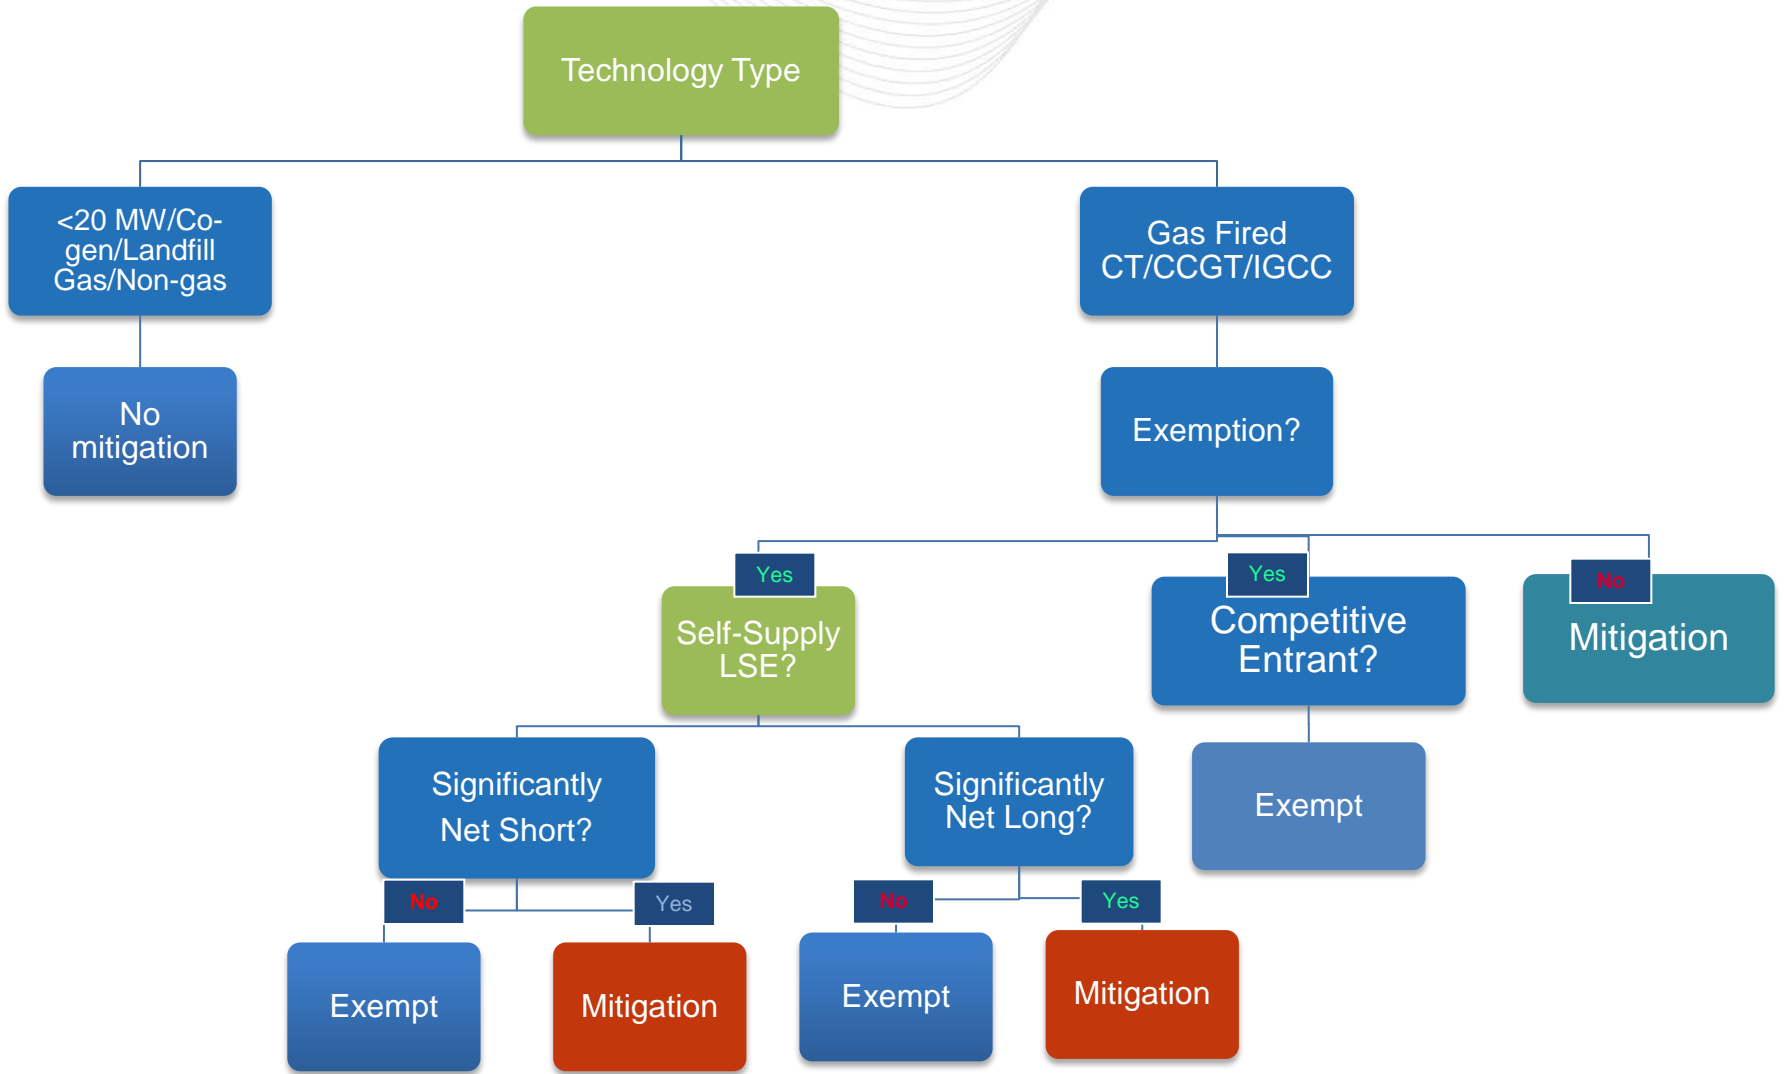 Technology Type
<20 MW/Co-
gen/Landfill
Gas/Non-gas
Gas Fired
CT/CCGT/IGCC
No
mitigation
Exemption?
Yes
Yes
No
Self-Supply
LSE?
Competitive
Entrant?
Mitigation
Significantly
Net Short?
Significantly
Net Long?
Exempt
No
Yes
No
Yes
Exempt
Mitigation
Exempt
Mitigation